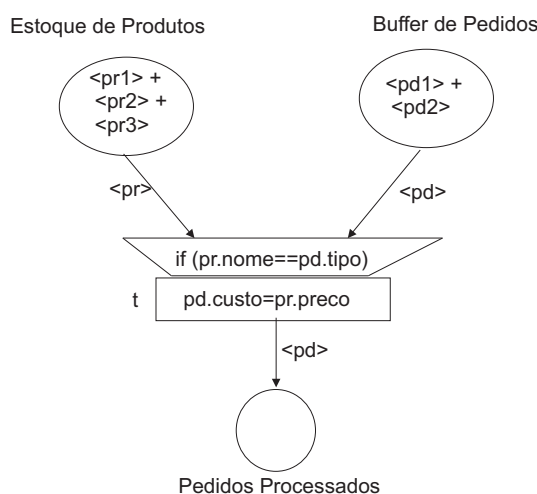 Estoque de Produtos
Buffer de Pedidos
<pr1> +
<pr2> +
<pr3>
<pd1> +
<pd2>
<pr>
<pd>
if (pr.nome==pd.tipo)
t
pd.custo=pr.preco
<pd>
Pedidos Processados